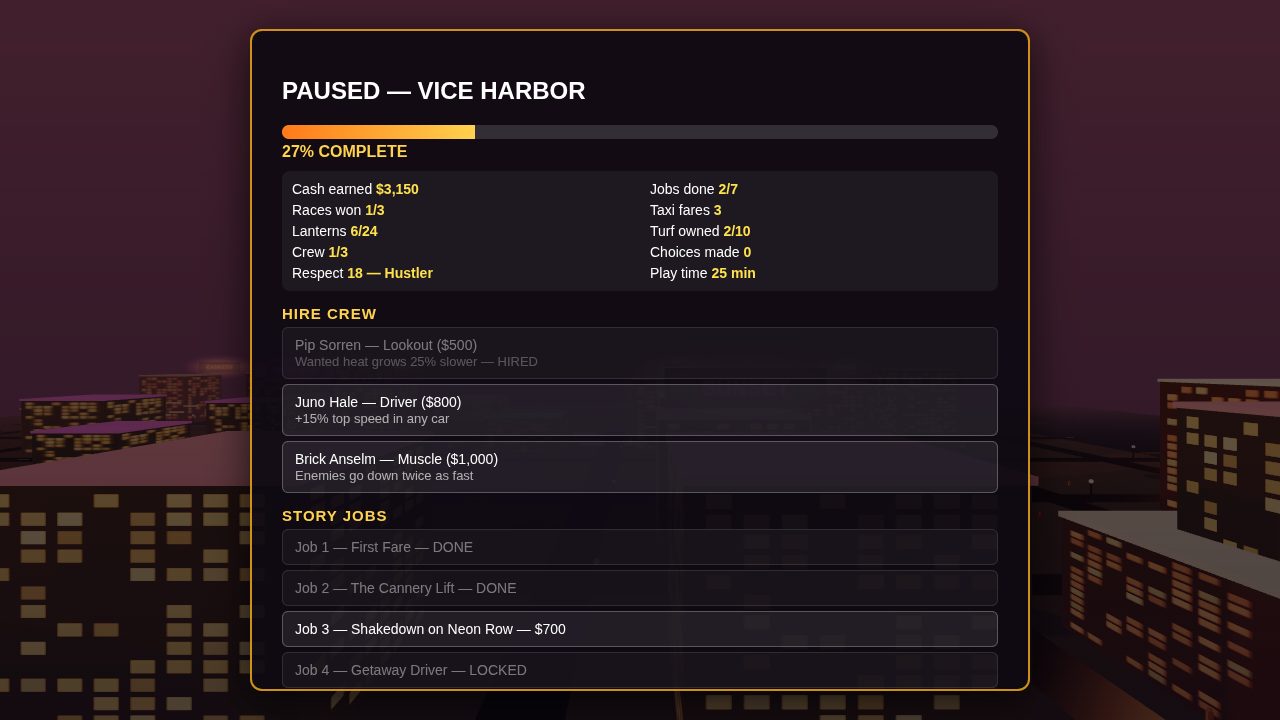 PAUSED — VICE HARBOR
27% COMPLETE
Cash earned $3,150
Jobs done 2/7
Races won 1/3
Taxi fares 3
Lanterns 6/24
Turf owned 2/10
Crew 1/3
Choices made 0
Respect 18 — Hustler
Play time 25 min
HIRE CREW
Pip Sorren — Lookout ($500)
Wanted heat grows 25% slower — HIRED
Juno Hale — Driver ($800)
+15% top speed in any car
Brick Anselm — Muscle ($1,000)
Enemies go down twice as fast
STORY JOBS
Job 1 — First Fare — DONE
Job 2 — The Cannery Lift — DONE
Job 3 — Shakedown on Neon Row — $700
Job 4 — Getaway Driver — LOCKED